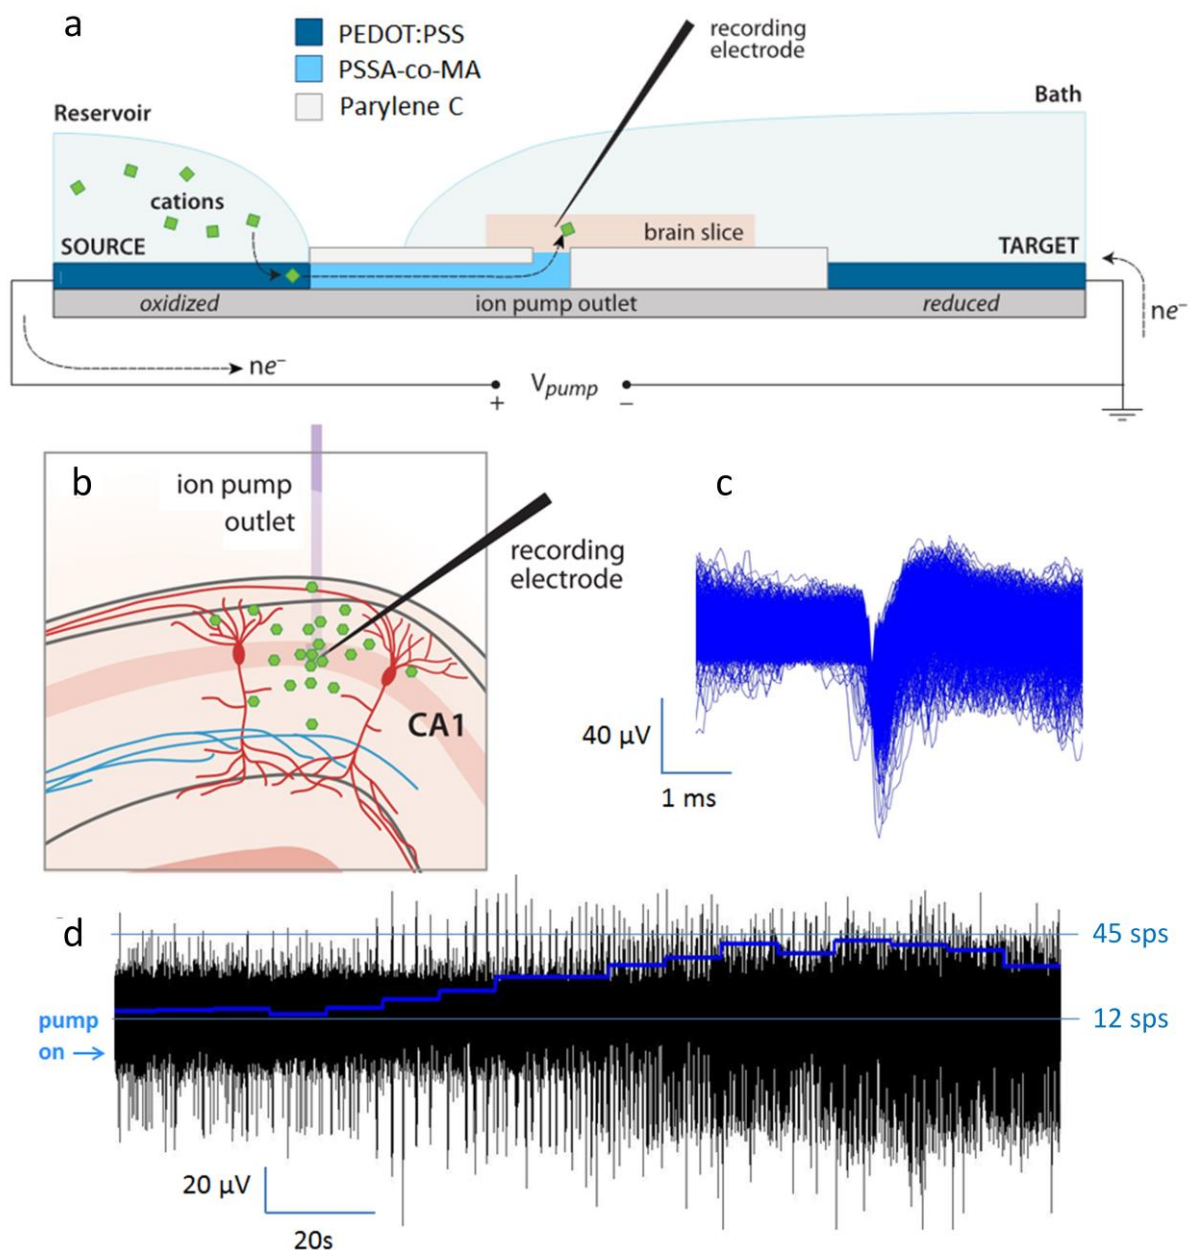 a
PEDOT:PSS
PSSA-co-MA
Parylene C
recording
electrode
Reservoir
Bath
cations
brain slice
SOURCE
TARGET
oxidized
ion pump outlet
reduced
ne⁻
ne⁻
Vpump
+
−
b
ion pump
outlet
recording
electrode
CA1
c
40 µV
1 ms
d
45 sps
12 sps
pump
on →
20 µV
20s